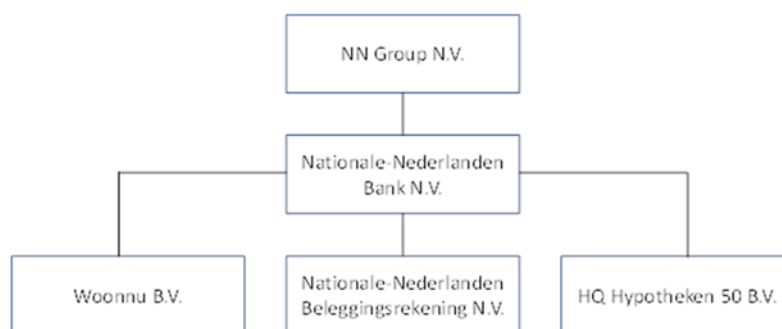 NN Group N.V.
Nationale-Nederlanden
Bank N.V.
Woonnu B.V.
Nationale-Nederlanden
Beleggingsrekening N.V.
HQ Hypotheken 50 B.V.